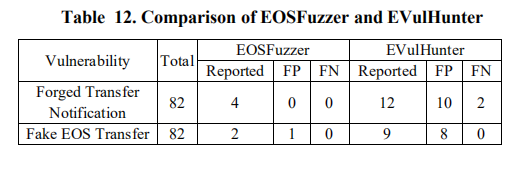 Table 12. Comparison of EOSFuzzer and EVulHunter
Vulnerability Total EOSFuzzer EVulHunter
Reported FP FN Reported FP FN
Forged Transfer
Notification 82 4 0 0 12 10 2
Fake EOS Transfer 82 2 1 0 9 8 0